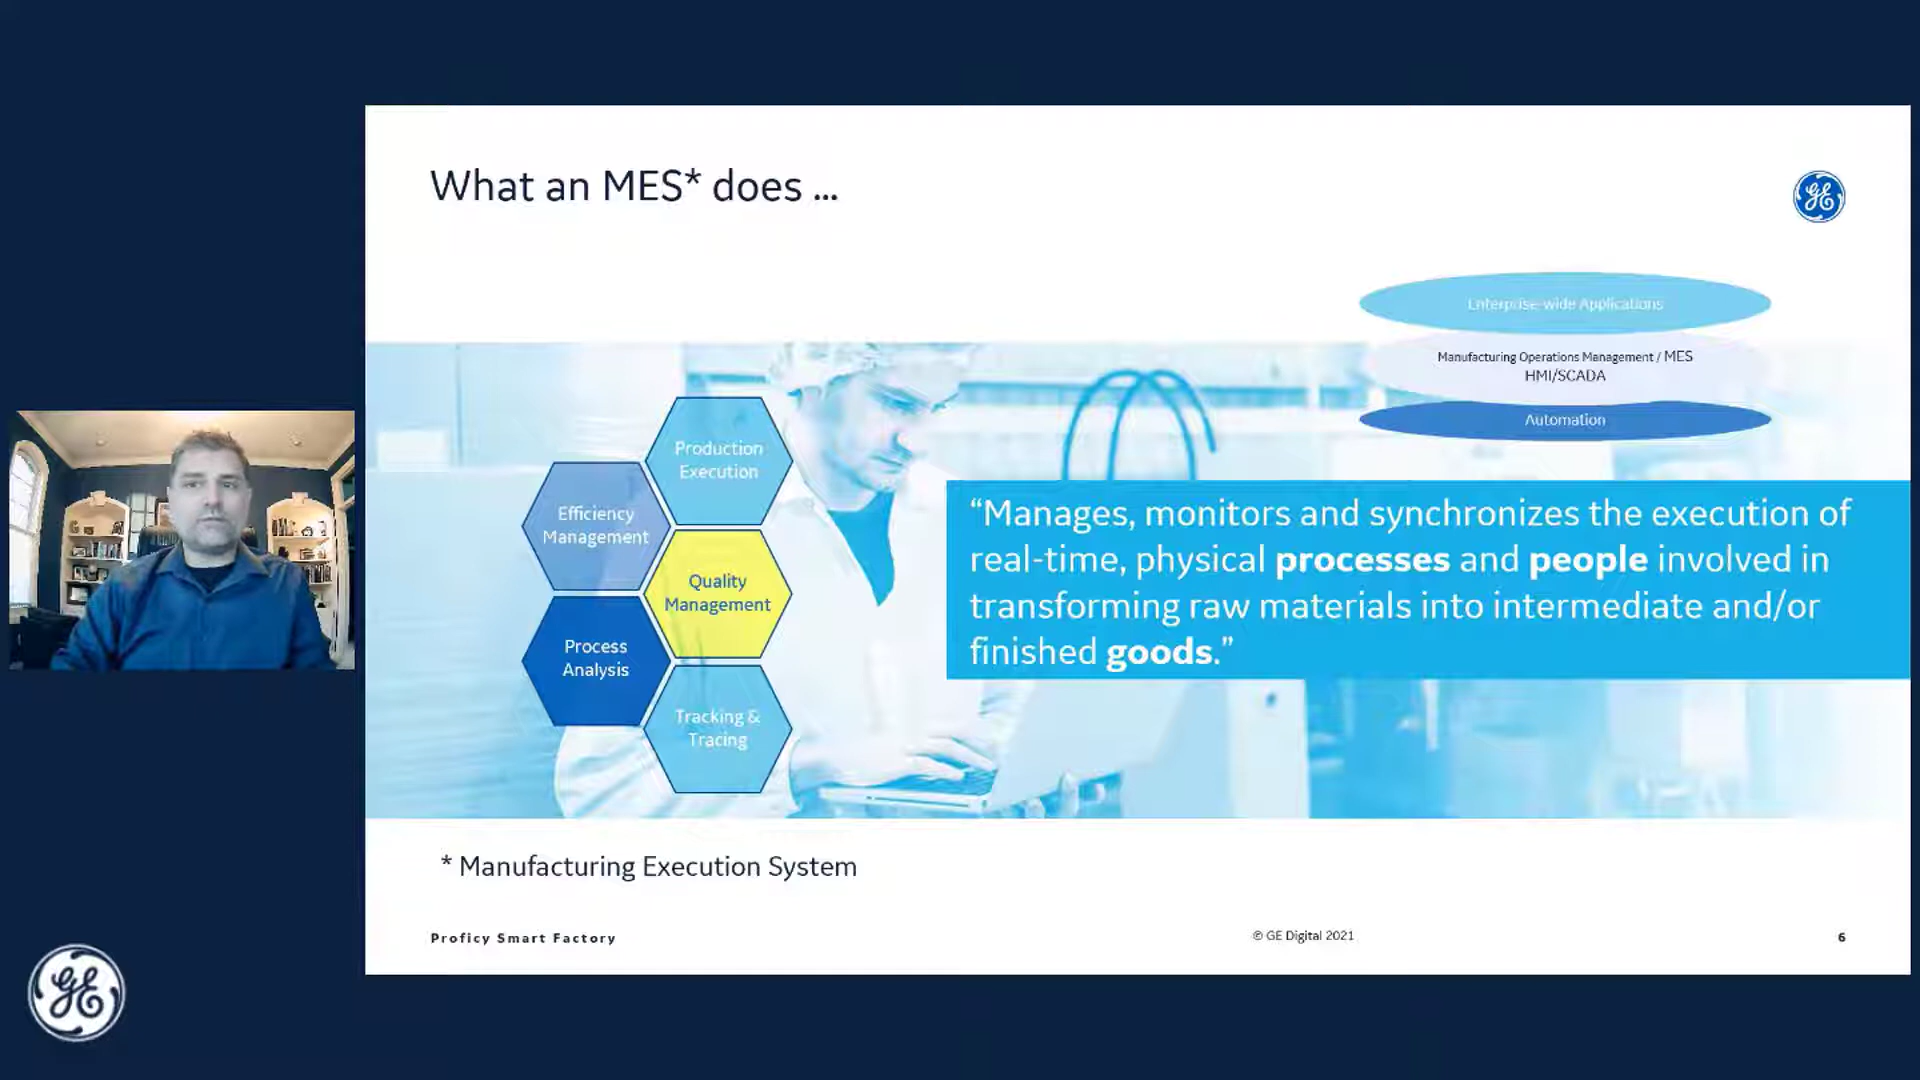 What an MES* does ...
Enterprise-wide Applications
Manufacturing Operations Management / MES
HMI/SCADA
Automation
Production
Execution
Efficiency
Management
Quality
Management
Process
Analysis
Tracking &
Tracing
“Manages, monitors and synchronizes the execution of
real-time, physical processes and people involved in
transforming raw materials into intermediate and/or
finished goods.”
* Manufacturing Execution System
Proficy Smart Factory
© GE Digital 2021
6
GE
GE